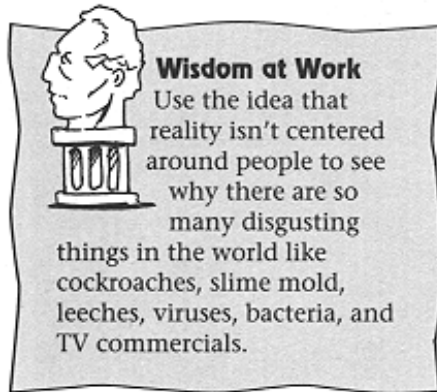 Wisdom at Work
Use the idea that
reality isn't centered
around people to see
why there are so
many disgusting
things in the world like
cockroaches, slime mold,
leeches, viruses, bacteria, and
TV commercials.